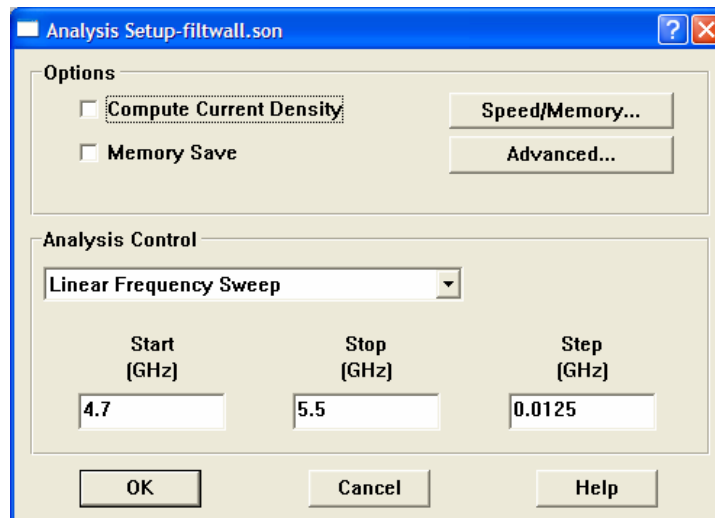 Analysis Setup-filtwall.son
Options
Compute Current Density
Speed/Memory...
Memory Save
Advanced...
Analysis Control
Linear Frequency Sweep
Start Stop Step
(GHz) (GHz) (GHz)
4.7 5.5 0.0125
OK Cancel Help